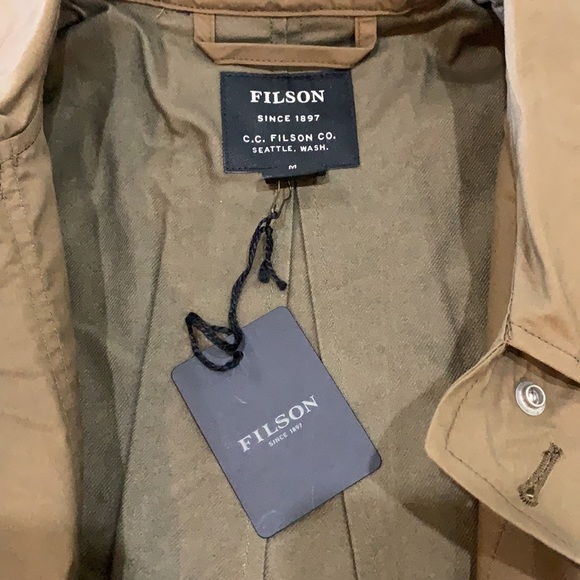 FILSON
SINCE 1897
C.C. FILSON CO.
SEATTLE, WASH.
M
FILSON
SINCE 1897